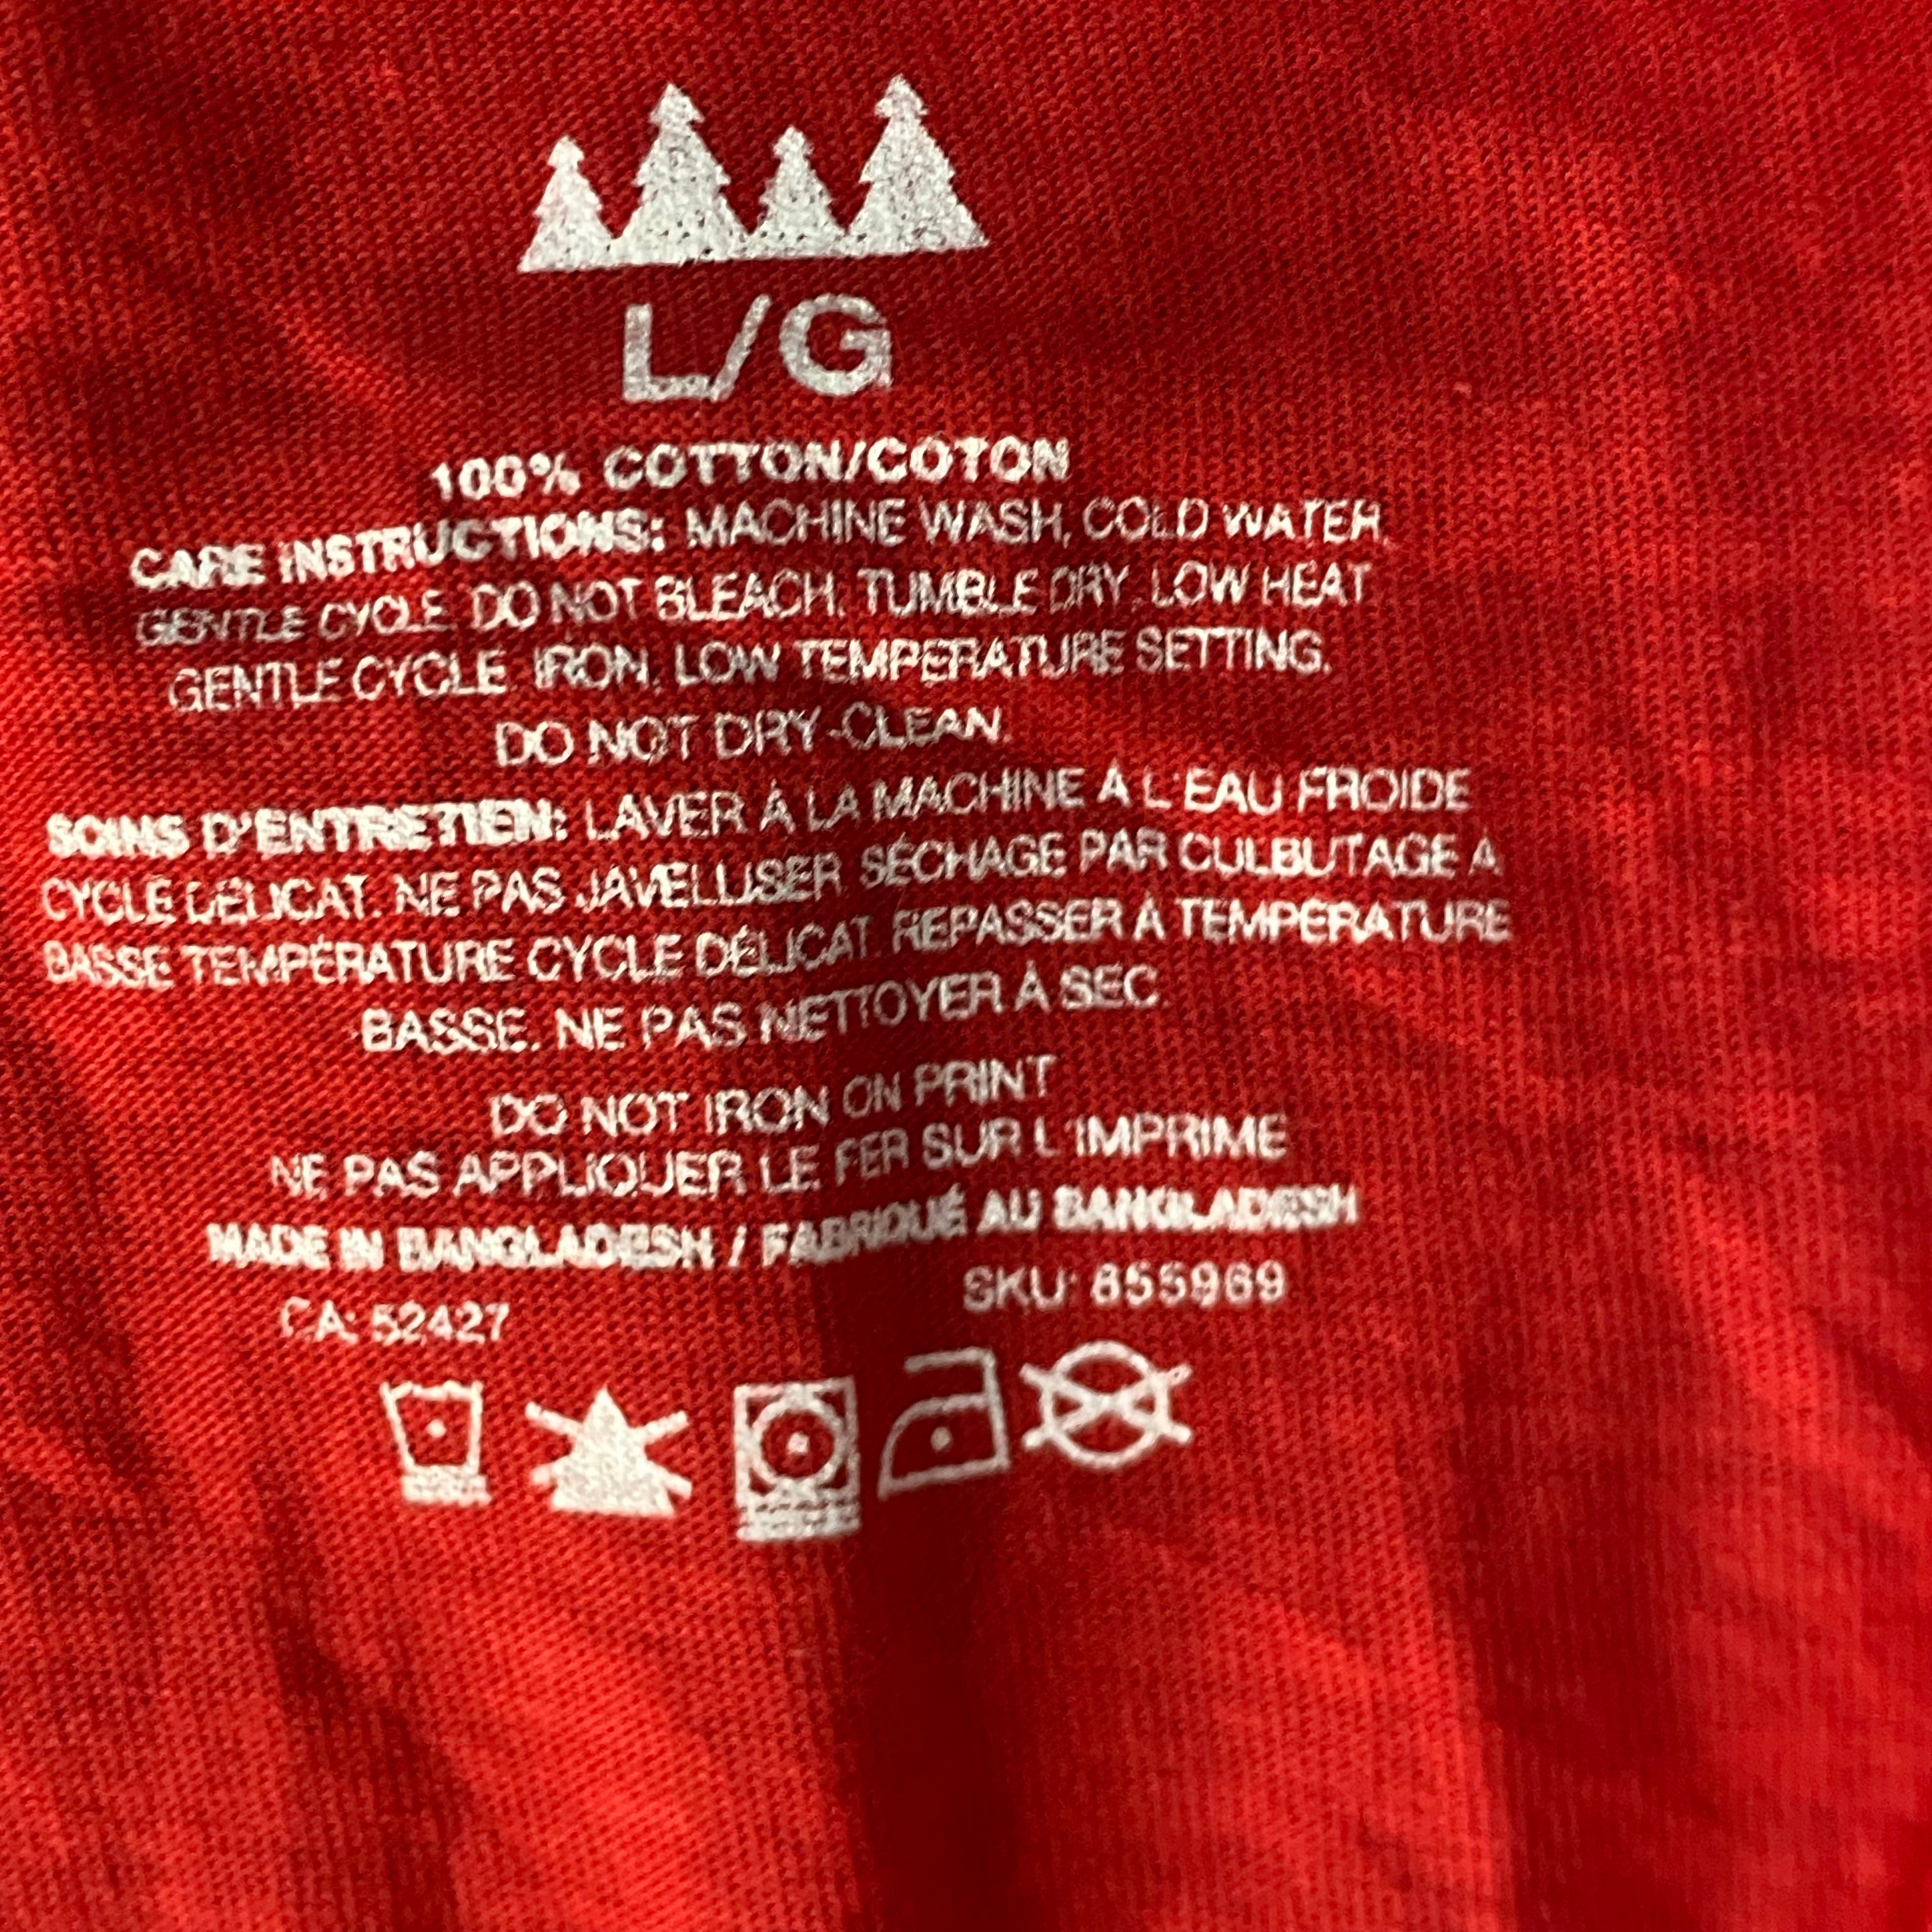 L/G
100% COTTON/COTON
CARE INSTRUCTIONS: MACHINE WASH, COLD WATER,
GENTLE CYCLE. DO NOT BLEACH. TUMBLE DRY, LOW HEAT
GENTLE CYCLE. IRON, LOW TEMPERATURE SETTING.
DO NOT DRY-CLEAN.
SOINS D'ENTRETIEN: LAVER À LA MACHINE À L'EAU FROIDE
CYCLE DÉLICAT. NE PAS JAVELLISER SÉCHAGE PAR CULBUTAGE À
BASSE TEMPÉRATURE CYCLE DÉLICAT. REPASSER À TEMPÉRATURE
BASSE. NE PAS NETTOYER À SEC.
DO NOT IRON ON PRINT
NE PAS APPLIQUER LE FER SUR L'IMPRIME
MADE IN BANGLADESH / FABRIQUÉ AU BANGLADESH
CA: 52427 SKU: 855969